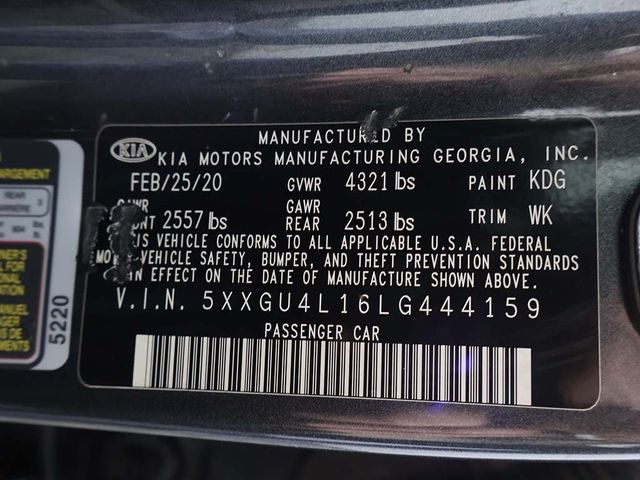 MANUFACTURED BY
KIA KIA MOTORS MANUFACTURING GEORGIA, INC.
FEB/25/20 GVWR 4321 lbs PAINT KDG
GAWR 2557 lbs GAWR REAR 2513 lbs TRIM WK
VEHICLE CONFORMS TO ALL APPLICABLE U.S.A. FEDERAL
VEHICLE SAFETY, BUMPER, AND THEFT PREVENTION STANDARDS
IN EFFECT ON THE DATE OF MANUFACTURE SHOWN ABOVE.
V.I.N. 5XXGU4L16LG444159
PASSENGER CAR
REAR
5220